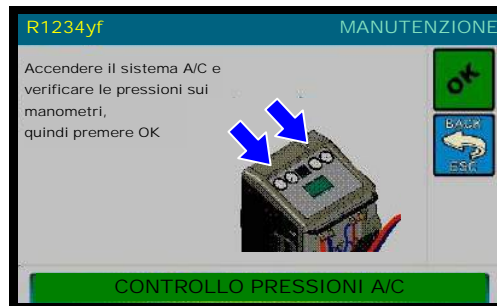 R1234yf MANUTENZIONE
Accendere il sistema A/C e
verificare le pressioni sui
manometri,
quindi premere OK
OK
BACK
ESC
CONTROLLO PRESSIONI A/C